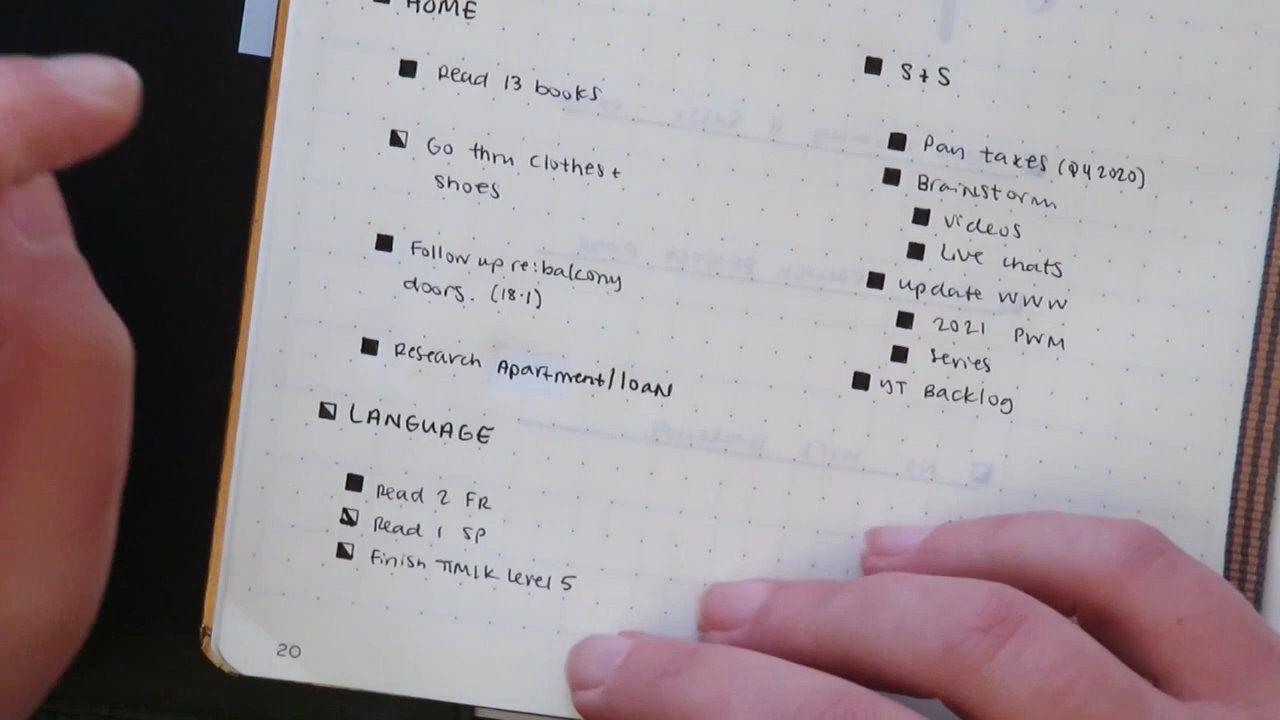 HOME
Read 13 books
Go thru clothes +
shoes
Follow up re: balcony
doors. (18.1)
Research Apartment/loan
LANGUAGE
Read 2 FR
Read 1 SP
Finish TTMIK Level 5
20
S + S
Pan taxes (Q4 2020)
Brainstorm
videos
Live chats
update WWW
2021 PWM
series
YT Backlog